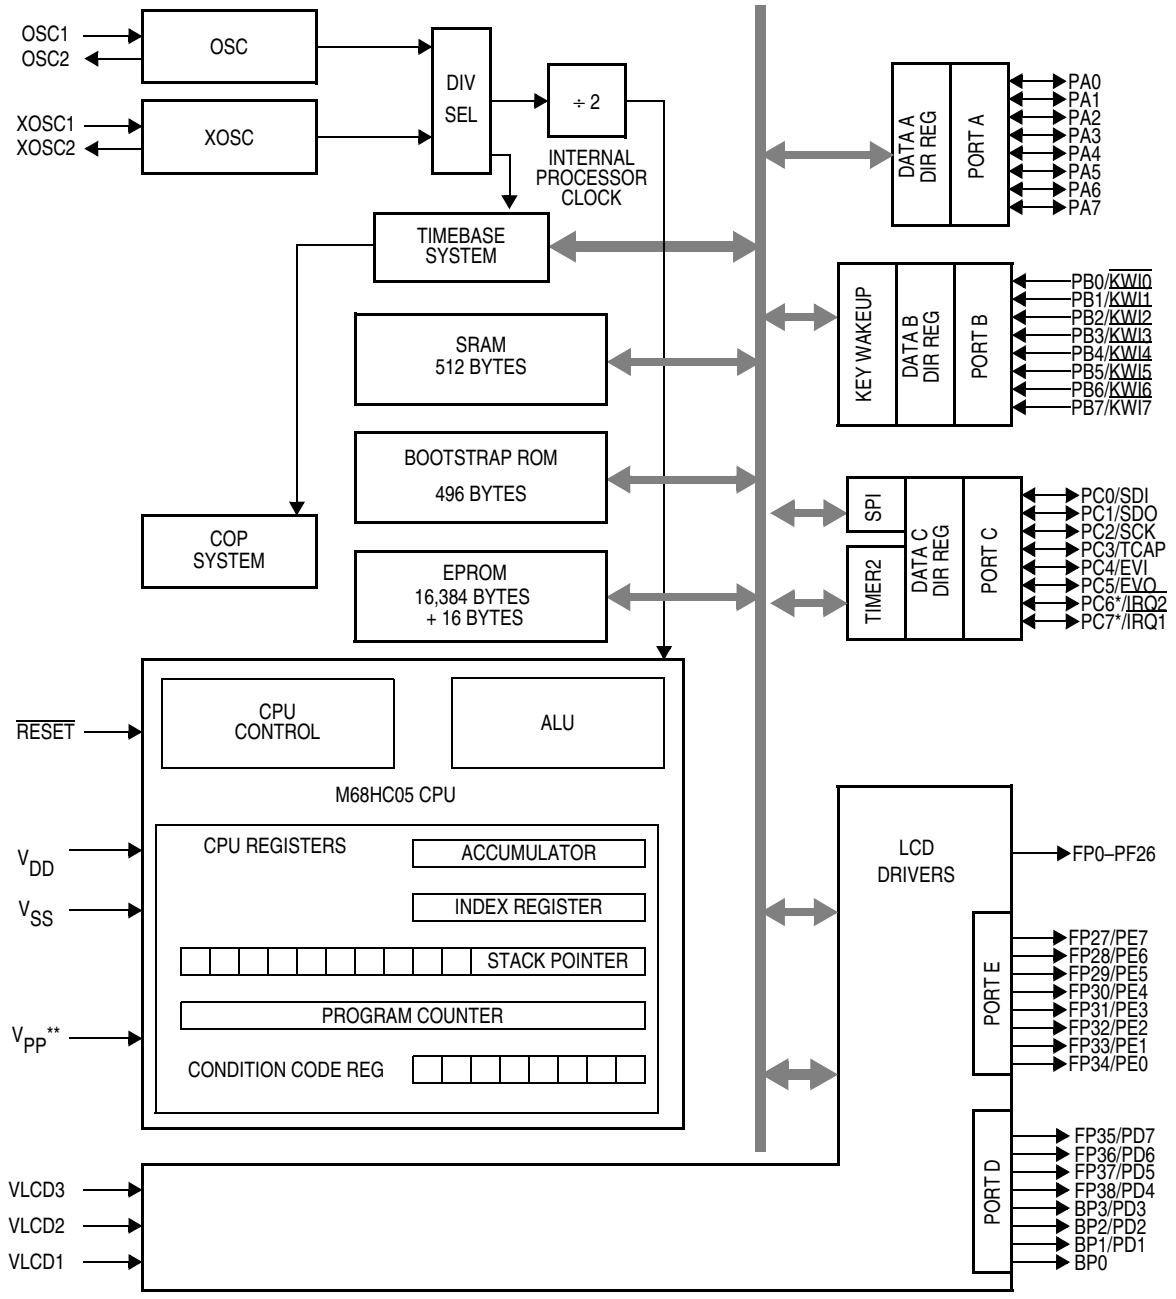 OSC1
OSC2
OSC
XOSC1
XOSC2
XOSC
DIV
SEL
÷ 2
INTERNAL
PROCESSOR
CLOCK
TIMEBASE
SYSTEM
SRAM
512 BYTES
BOOTSTRAP ROM
496 BYTES
COP
SYSTEM
EPROM
16,384 BYTES
+ 16 BYTES
DATA A
DIR REG
PORT A
PA0
PA1
PA2
PA3
PA4
PA5
PA6
PA7
KEY WAKEUP
DATA B
DIR REG
PORT B
PB0/KWI0
PB1/KWI1
PB2/KWI2
PB3/KWI3
PB4/KWI4
PB5/KWI5
PB6/KWI6
PB7/KWI7
SPI
TIMER2
DATA C
DIR REG
PORT C
PC0/SDI
PC1/SDO
PC2/SCK
PC3/TCAP
PC4/EVI
PC5/EVO
PC6*/IRQ2
PC7*/IRQ1
RESET
VDD
VSS
VPP**
CPU
CONTROL
ALU
M68HC05 CPU
CPU REGISTERS
ACCUMULATOR
INDEX REGISTER
STACK POINTER
PROGRAM COUNTER
CONDITION CODE REG
VLCD3
VLCD2
VLCD1
LCD
DRIVERS
FP0–PF26
PORT E
FP27/PE7
FP28/PE6
FP29/PE5
FP30/PE4
FP31/PE3
FP32/PE2
FP33/PE1
FP34/PE0
PORT D
FP35/PD7
FP36/PD6
FP37/PD5
FP38/PD4
BP3/PD3
BP2/PD2
BP1/PD1
BP0